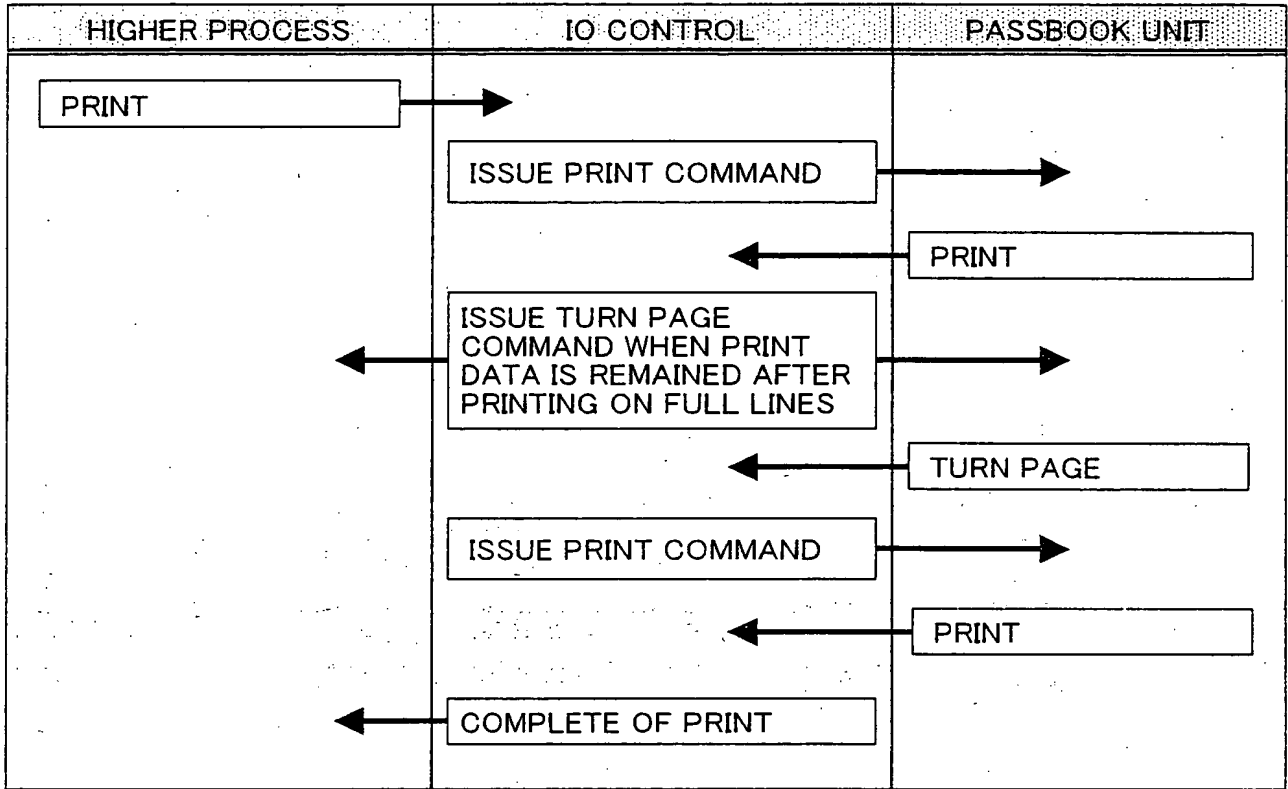 HIGHER PROCESS
IO CONTROL
PASSBOOK UNIT
PRINT
ISSUE PRINT COMMAND
PRINT
ISSUE TURN PAGE
COMMAND WHEN PRINT
DATA IS REMAINED AFTER
PRINTING ON FULL LINES
TURN PAGE
ISSUE PRINT COMMAND
PRINT
COMPLETE OF PRINT